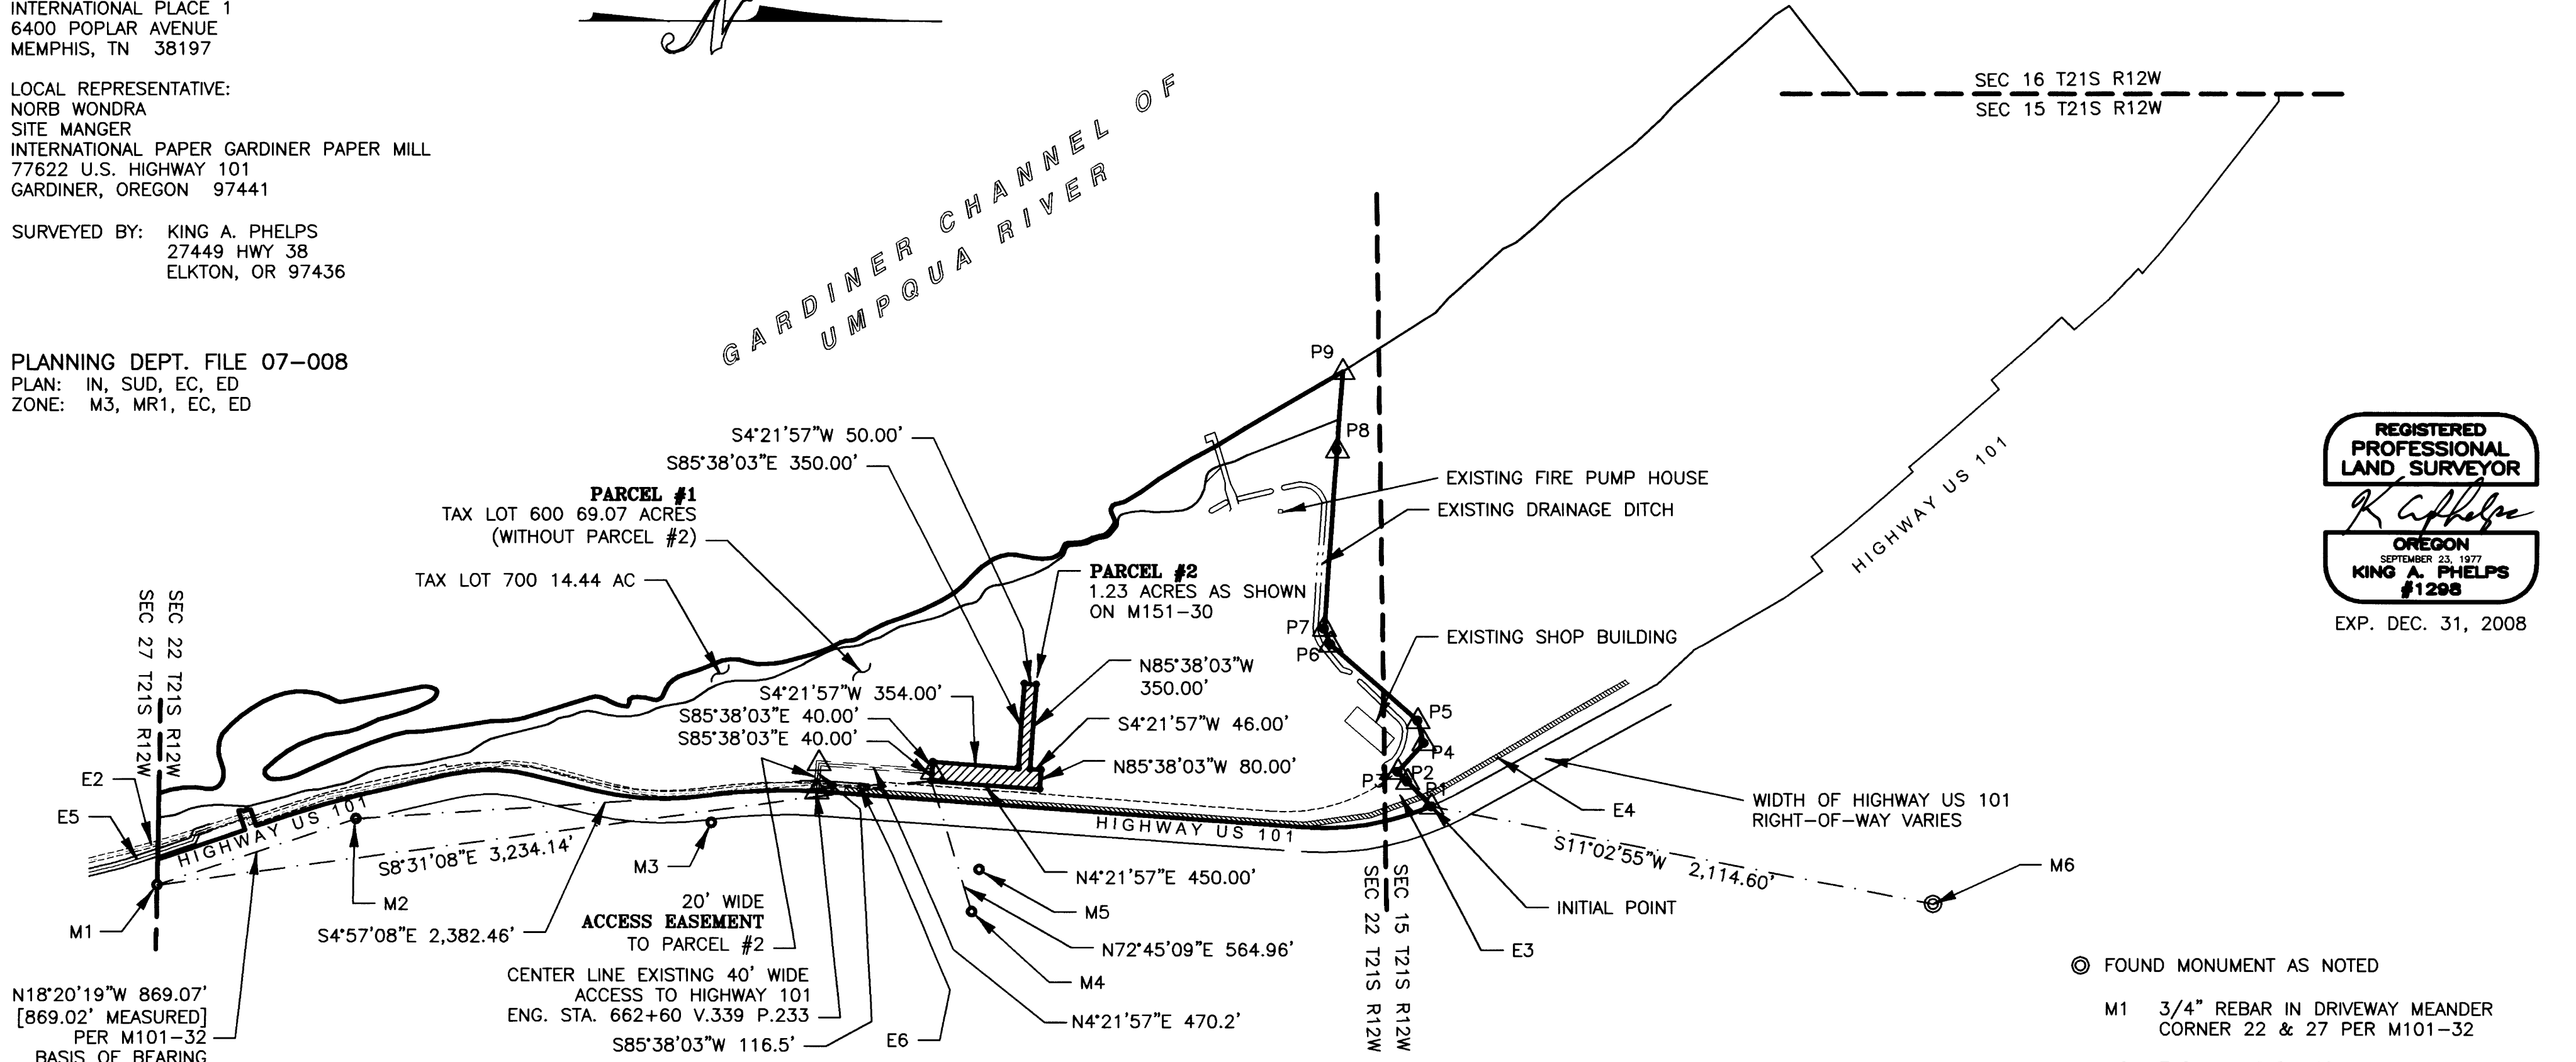 INTERNATIONAL PLACE 1
6400 POPLAR AVENUE
MEMPHIS, TN 38197
LOCAL REPRESENTATIVE:
NORB WONDRA
SITE MANGER
INTERNATIONAL PAPER GARDINER PAPER MILL
77622 U.S. HIGHWAY 101
GARDINER, OREGON 97441
SURVEYED BY: KING A. PHELPS
27449 HWY 38
ELKTON, OR 97436
PLANNING DEPT. FILE 07-008
PLAN: IN, SUD, EC, ED
ZONE: M3, MR1, EC, ED
N
GARDINER CHANNEL OF
UMPQUA RIVER
SEC 16 T21S R12W
SEC 15 T21S R12W
P9
P8
S4°21'57"W 50.00'
S85°38'03"E 350.00'
PARCEL #1
TAX LOT 600 69.07 ACRES
(WITHOUT PARCEL #2)
TAX LOT 700 14.44 AC
EXISTING FIRE PUMP HOUSE
EXISTING DRAINAGE DITCH
HIGHWAY US 101
REGISTERED
PROFESSIONAL
LAND SURVEYOR
K A Phelps
OREGON
SEPTEMBER 23, 1977
KING A. PHELPS
#1298
EXP. DEC. 31, 2008
PARCEL #2
1.23 ACRES AS SHOWN
ON M151-30
P7
P6
EXISTING SHOP BUILDING
SEC 27 T21S R12W
SEC 22 T21S R12W
N85°38'03"W
350.00'
S4°21'57"W 354.00'
S85°38'03"E 40.00'
S85°38'03"E 40.00'
S4°21'57"W 46.00'
N85°38'03"W 80.00'
P5
P4
P3
P2
P1
E2
E5
HIGHWAY US 101
HIGHWAY US 101
E4
WIDTH OF HIGHWAY US 101
RIGHT-OF-WAY VARIES
S8°31'08"E 3,234.14'
M3
N4°21'57"E 450.00'
S11°02'55"W 2,114.60'
M6
M1
M2
S4°57'08"E 2,382.46'
20' WIDE
ACCESS EASEMENT
TO PARCEL #2
M5
N72°45'09"E 564.96'
M4
INITIAL POINT
E3
SEC 22 T21S R12W
SEC 15 T21S R12W
CENTER LINE EXISTING 40' WIDE
ACCESS TO HIGHWAY 101
ENG. STA. 662+60 V.339 P.233
S85°38'03"W 116.5'
E6
N4°21'57"E 470.2'
N18°20'19"W 869.07'
[869.02' MEASURED]
PER M101-32
BASIS OF BEARING
FOUND MONUMENT AS NOTED
M1 3/4" REBAR IN DRIVEWAY MEANDER
CORNER 22 & 27 PER M101-32